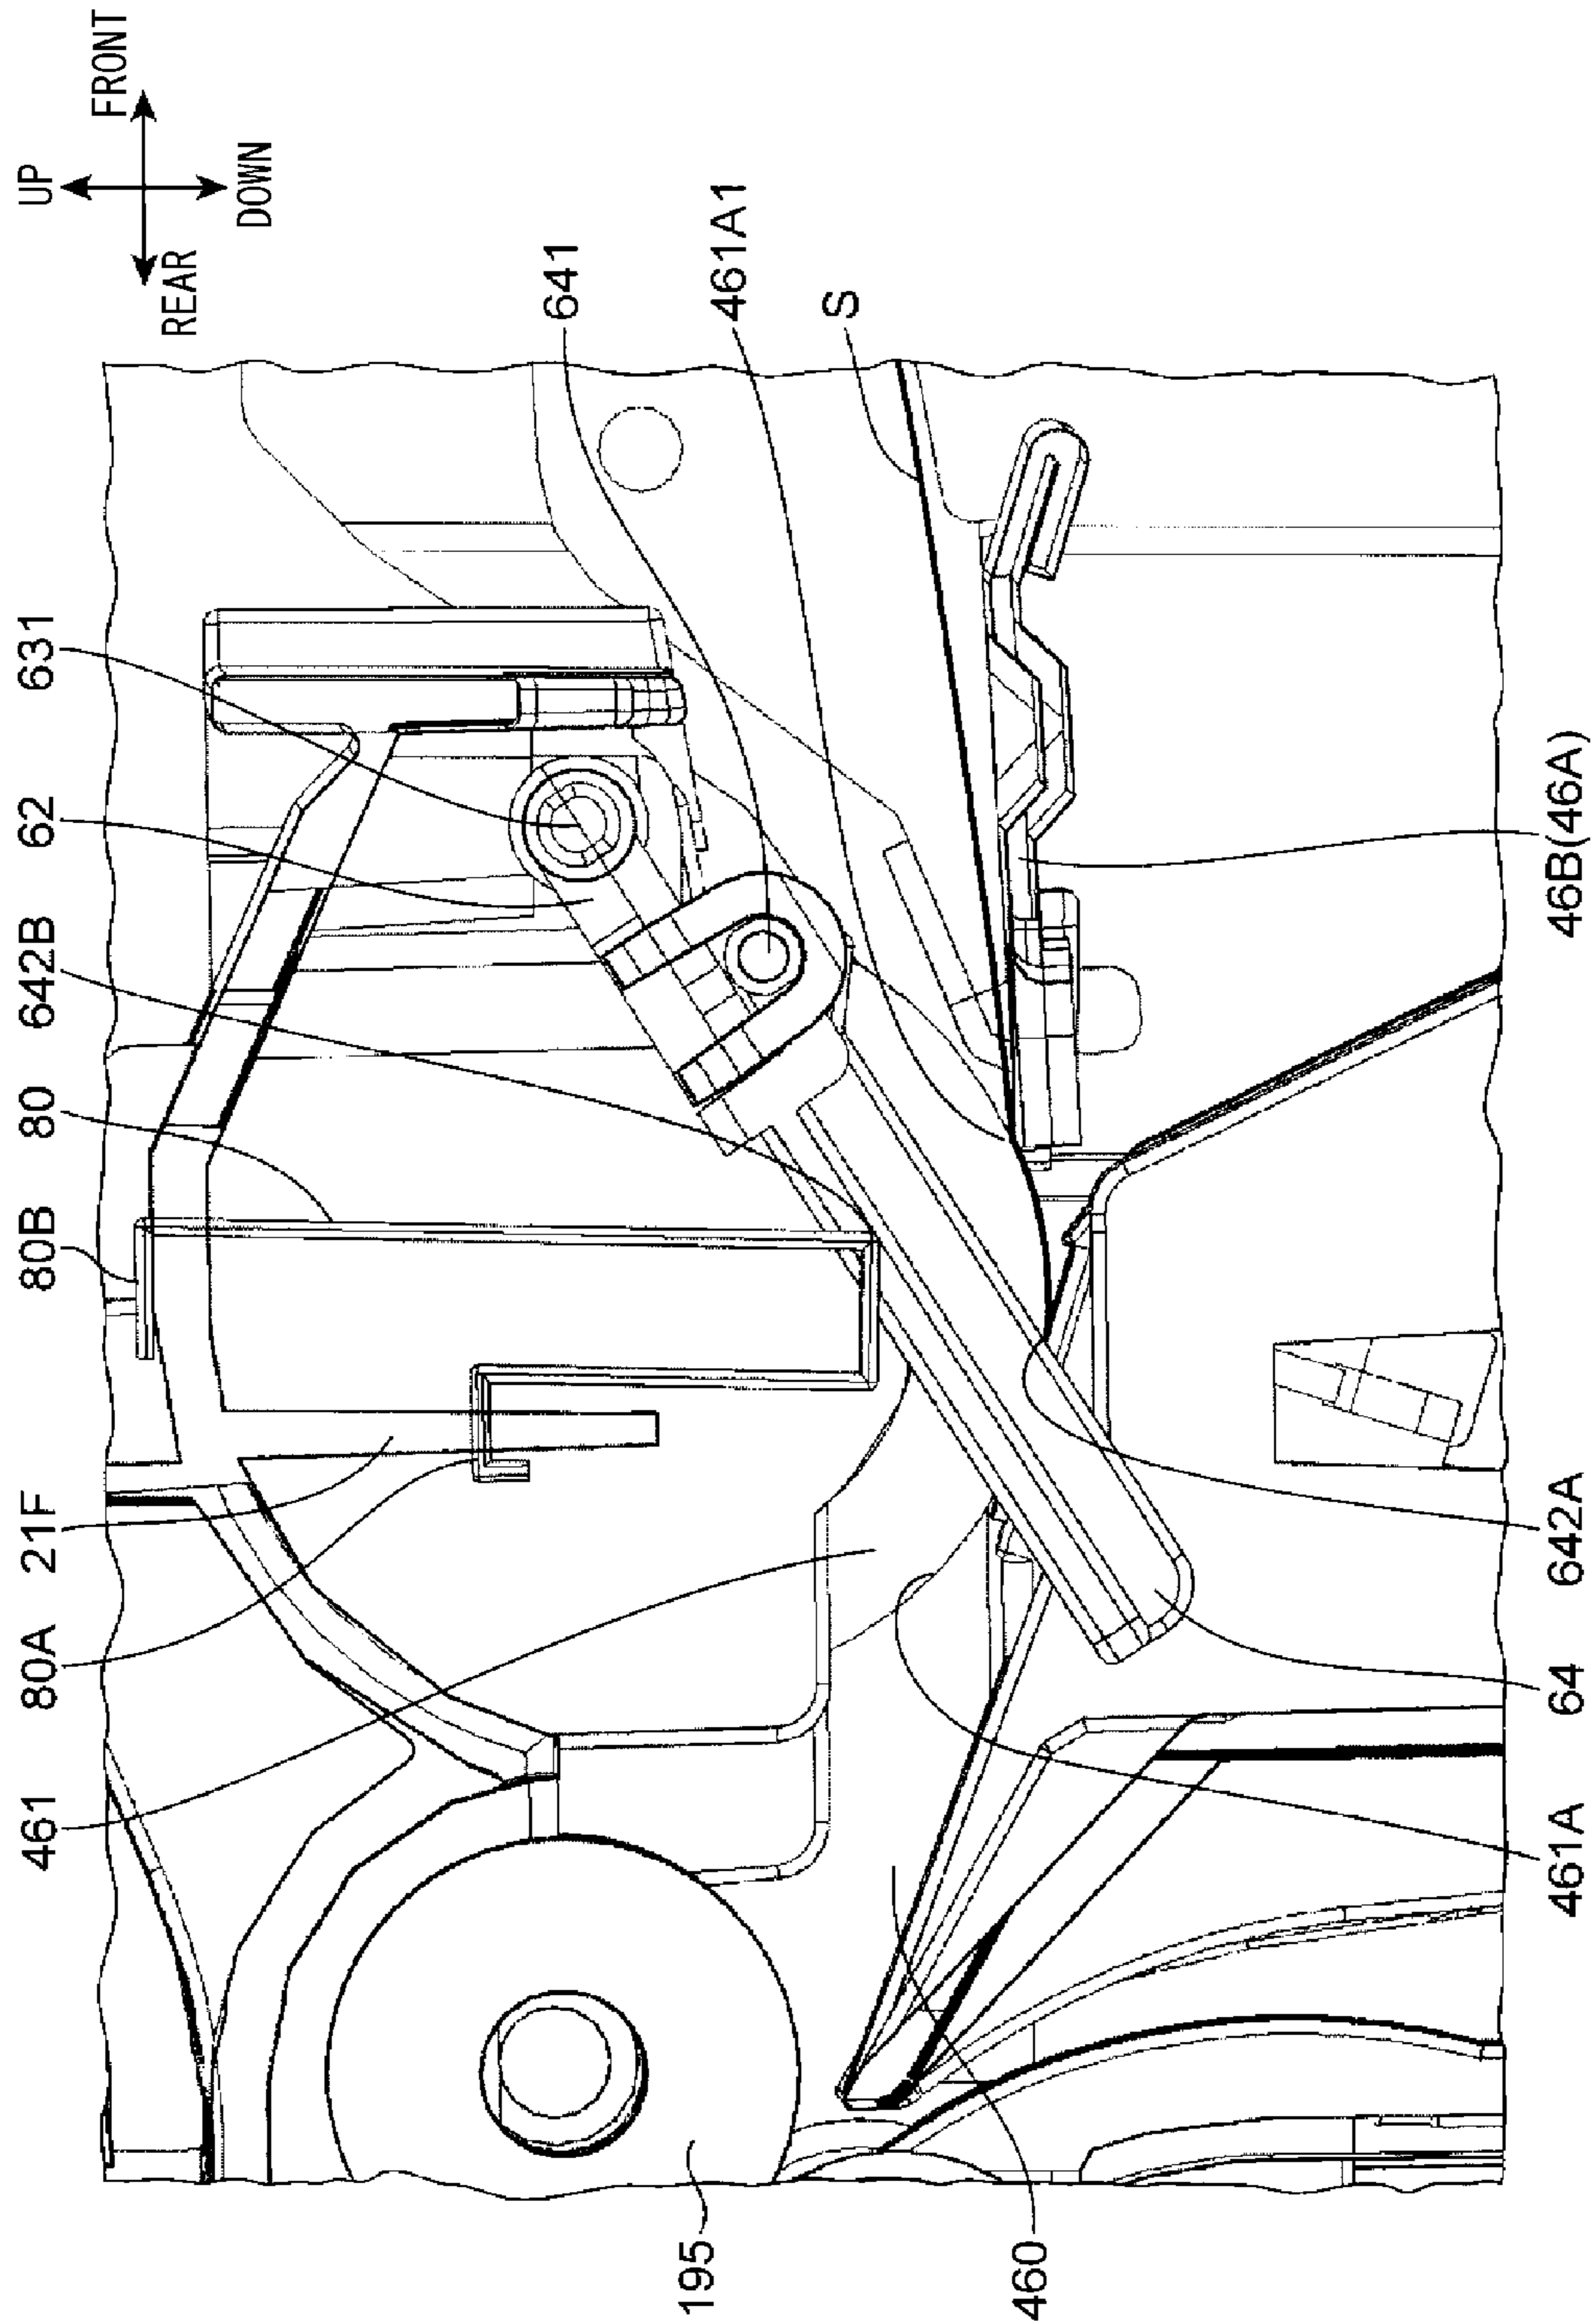 UP
FRONT
REAR
DOWN
641
461A1
S
631
62
642B
80
80B
21F
80A
461
46B(46A)
642A
64
461A
195
460